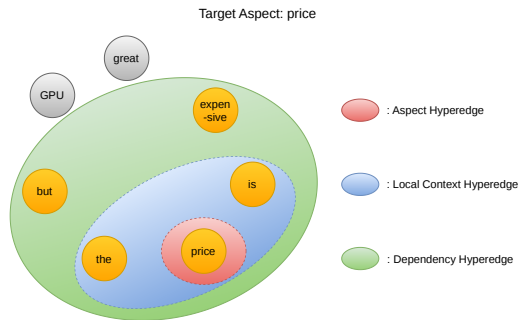 Target Aspect: price
great
GPU
expen
-sive
: Aspect Hyperedge
but
is
: Local Context Hyperedge
the
price
: Dependency Hyperedge